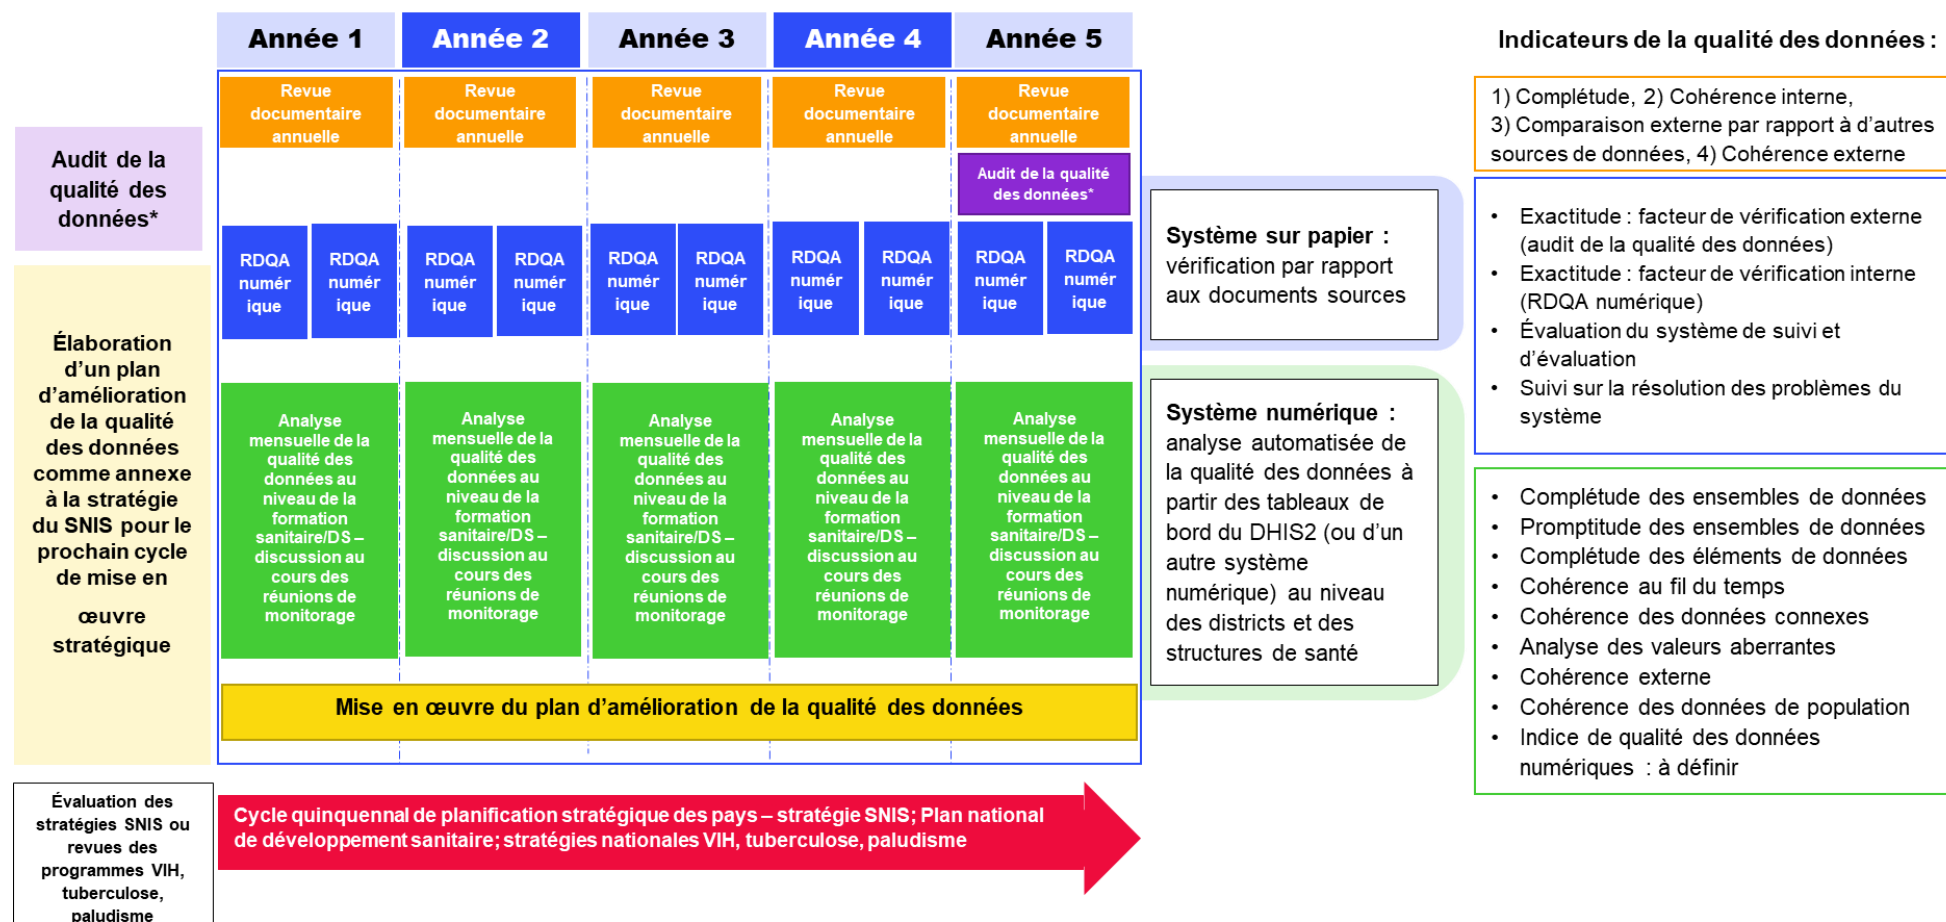 Année 1
Année 2
Année 3
Année 4
Année 5
Indicateurs de la qualité des données :
Revue
documentaire
annuelle
Revue
documentaire
annuelle
Revue
documentaire
annuelle
Revue
documentaire
annuelle
Revue
documentaire
annuelle
1) Complétude, 2) Cohérence interne,
3) Comparaison externe par rapport à d’autres
sources de données, 4) Cohérence externe
Audit de la
qualité des
données*
Audit de la qualité
des données*
RDQA
numér
ique
RDQA
numér
ique
RDQA
numér
ique
RDQA
numér
ique
RDQA
numér
ique
RDQA
numér
ique
RDQA
numér
ique
RDQA
numér
ique
RDQA
numér
ique
RDQA
numér
ique
Système sur papier :
vérification par rapport
aux documents sources
• Exactitude : facteur de vérification externe
(audit de la qualité des données)
• Exactitude : facteur de vérification interne
(RDQA numérique)
• Évaluation du système de suivi et
d’évaluation
• Suivi sur la résolution des problèmes du
système
Élaboration
d’un plan
d’amélioration
de la qualité
des données
comme annexe
à la stratégie
du SNIS pour le
prochain cycle
de mise en
œuvre
stratégique
Analyse
mensuelle de la
qualité des
données au
niveau de la
formation
sanitaire/DS –
discussion au
cours des
réunions de
monitorage
Analyse
mensuelle de la
qualité des
données au
niveau de la
formation
sanitaire/DS –
discussion au
cours des
réunions de
monitorage
Analyse
mensuelle de la
qualité des
données au
niveau de la
formation
sanitaire/DS –
discussion au
cours des
réunions de
monitorage
Analyse
mensuelle de la
qualité des
données au
niveau de la
formation
sanitaire/DS –
discussion au
cours des
réunions de
monitorage
Analyse
mensuelle de la
qualité des
données au
niveau de la
formation
sanitaire/DS –
discussion au
cours des
réunions de
monitorage
Système numérique :
analyse automatisée de
la qualité des données à
partir des tableaux de
bord du DHIS2 (ou d’un
autre système
numérique) au niveau
des districts et des
structures de santé
• Complétude des ensembles de données
• Promptitude des ensembles de données
• Complétude des éléments de données
• Cohérence au fil du temps
• Cohérence des données connexes
• Analyse des valeurs aberrantes
• Cohérence externe
• Cohérence des données de population
• Indice de qualité des données
numériques : à définir
Mise en œuvre du plan d’amélioration de la qualité des données
Évaluation des
stratégies SNIS ou
revues des
programmes VIH,
tuberculose,
paludisme
Cycle quinquennal de planification stratégique des pays – stratégie SNIS; Plan national
de développement sanitaire; stratégies nationales VIH, tuberculose, paludisme